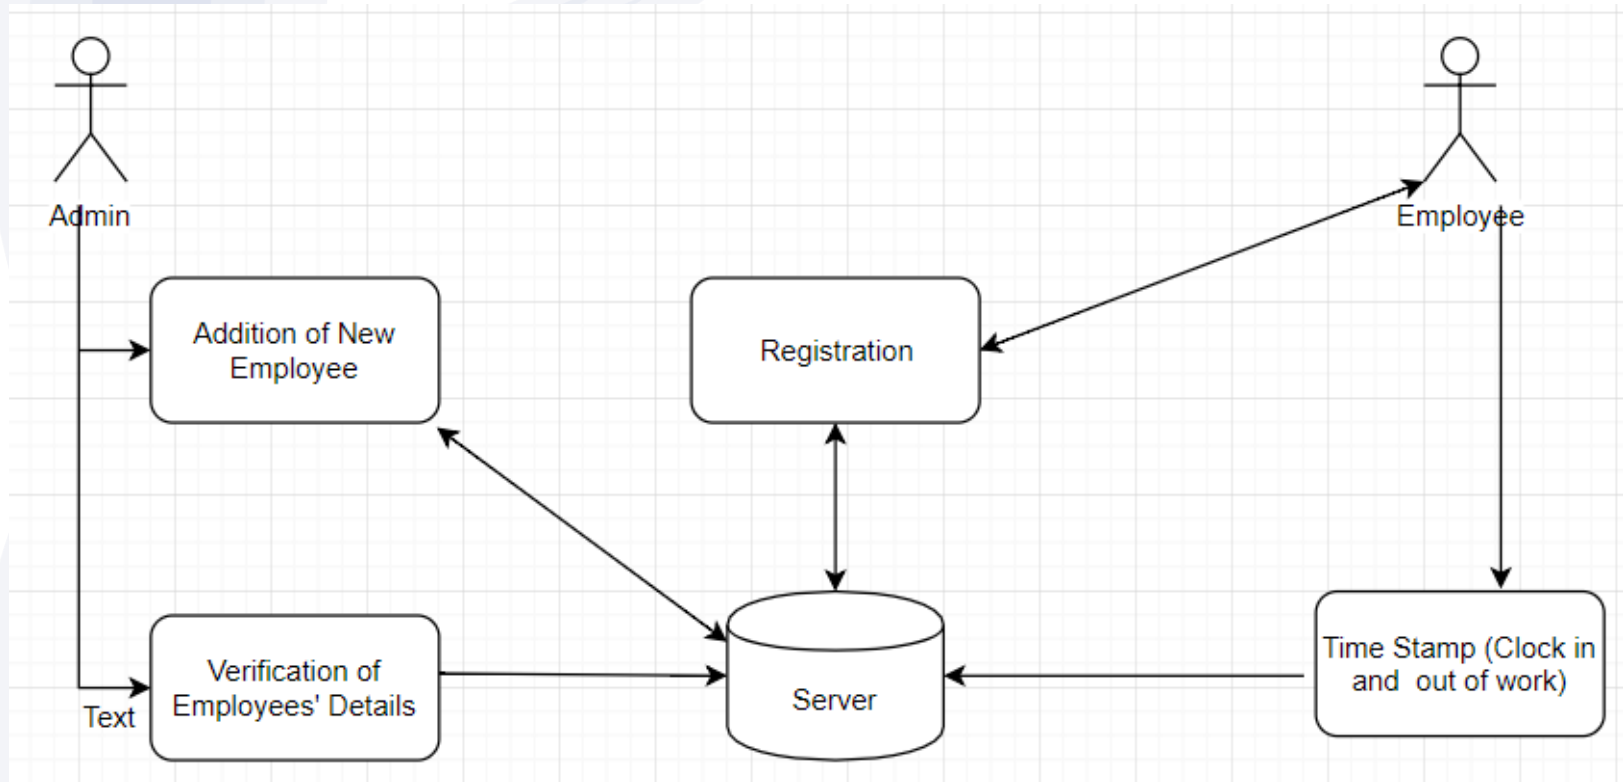 Admin
Employee
Addition of New
Employee
Registration
Verification of
Employees' Details
Text
Server
Time Stamp (Clock in
and out of work)